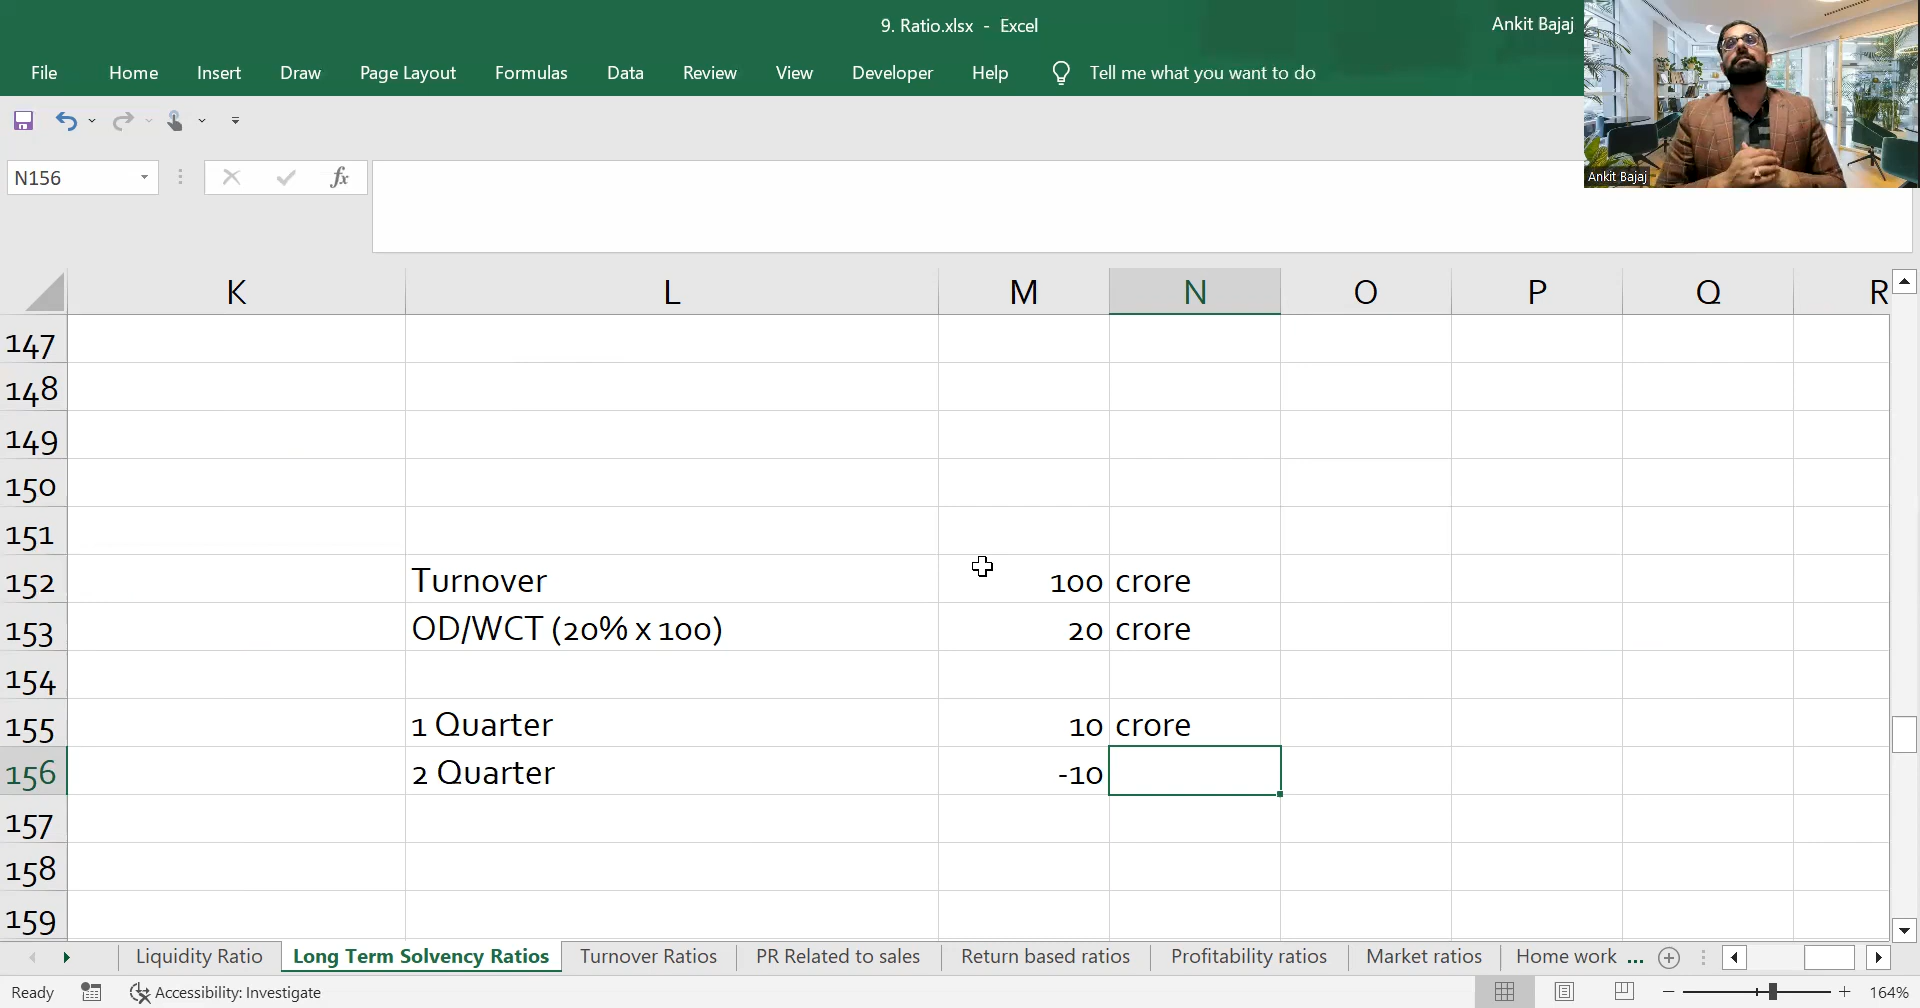 9. Ratio.xlsx - Excel
Ankit Bajaj
File Home Insert Draw Page Layout Formulas Data Review View Developer Help Tell me what you want to do
Ankit Bajaj
N156 fx
K L M N O P Q R
147
148
149
150
151
152 Turnover 100 crore
153 OD/WCT (20% x 100) 20 crore
154
155 1 Quarter 10 crore
156 2 Quarter -10
157
158
159
Liquidity Ratio Long Term Solvency Ratios Turnover Ratios PR Related to sales Return based ratios Profitability ratios Market ratios Home work ...
Ready Accessibility: Investigate 164%